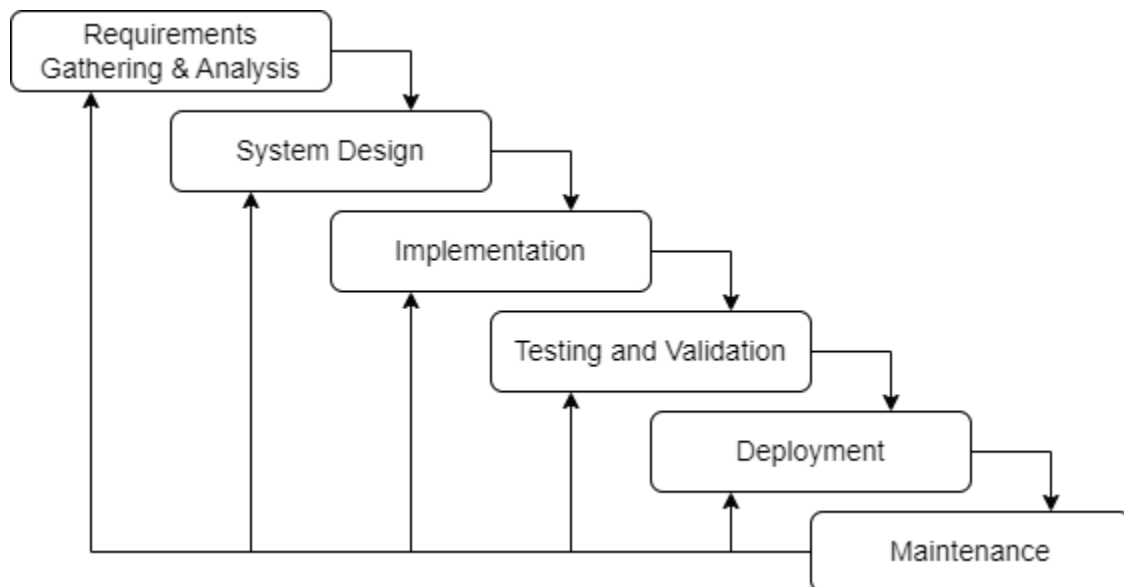 Requirements
Gathering & Analysis
System Design
Implementation
Testing and Validation
Deployment
Maintenance